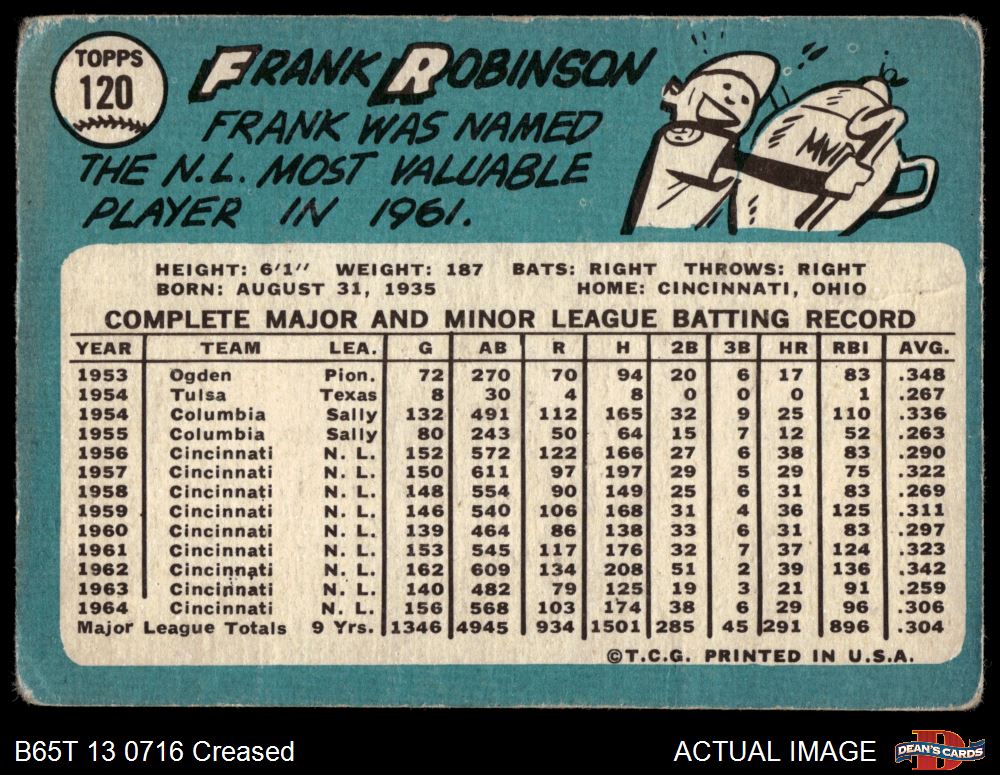 TOPPS
120
FRANK ROBINSON
FRANK WAS NAMED
THE N.L. MOST VALUABLE
PLAYER IN 1961.
MVP
HEIGHT: 6'1" WEIGHT: 187 BATS: RIGHT THROWS: RIGHT
BORN: AUGUST 31, 1935 HOME: CINCINNATI, OHIO
COMPLETE MAJOR AND MINOR LEAGUE BATTING RECORD
YEAR TEAM LEA. G AB R H 2B 3B HR RBI AVG.
1953 Ogden Pion. 72 270 70 94 20 6 17 83 .348
1954 Tulsa Texas 8 30 4 8 0 0 0 1 .267
1954 Columbia Sally 132 491 112 165 32 9 25 110 .336
1955 Columbia Sally 80 243 50 64 15 7 12 52 .263
1956 Cincinnati N. L. 152 572 122 166 27 6 38 83 .290
1957 Cincinnati N. L. 150 611 97 197 29 5 29 75 .322
1958 Cincinnati N. L. 148 554 90 149 25 6 31 83 .269
1959 Cincinnati N. L. 146 540 106 168 31 4 36 125 .311
1960 Cincinnati N. L. 139 464 86 138 33 6 31 83 .297
1961 Cincinnati N. L. 153 545 117 176 32 7 37 124 .323
1962 Cincinnati N. L. 162 609 134 208 51 2 39 136 .342
1963 Cincinnati N. L. 140 482 79 125 19 3 21 91 .259
1964 Cincinnati N. L. 156 568 103 174 38 6 29 96 .306
Major League Totals 9 Yrs. 1346 4945 934 1501 285 45 291 896 .304
©T.C.G. PRINTED IN U.S.A.
B65T 13 0716 Creased ACTUAL IMAGE
D
DEAN'S CARDS